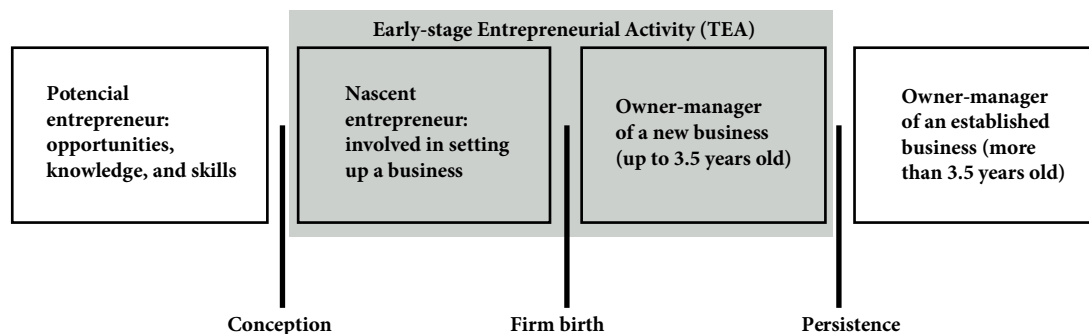 Early-stage Entrepreneurial Activity (TEA)
Potencial
entrepreneur:
opportunities,
knowledge, and skills
Nascent
entrepreneur:
involved in setting
up a business
Owner-manager
of a new business
(up to 3.5 years old)
Owner-manager
of an established
business (more
than 3.5 years old)
Conception
Firm birth
Persistence